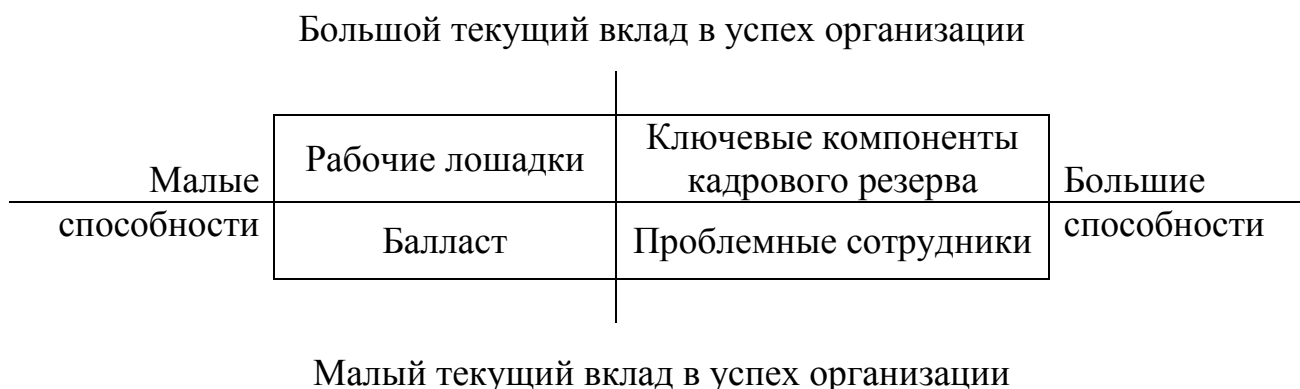 Большой текущий вклад в успех организации
Рабочие лошадки
Ключевые компоненты
кадрового резерва
Малые
способности
Большие
способности
Балласт
Проблемные сотрудники
Малый текущий вклад в успех организации